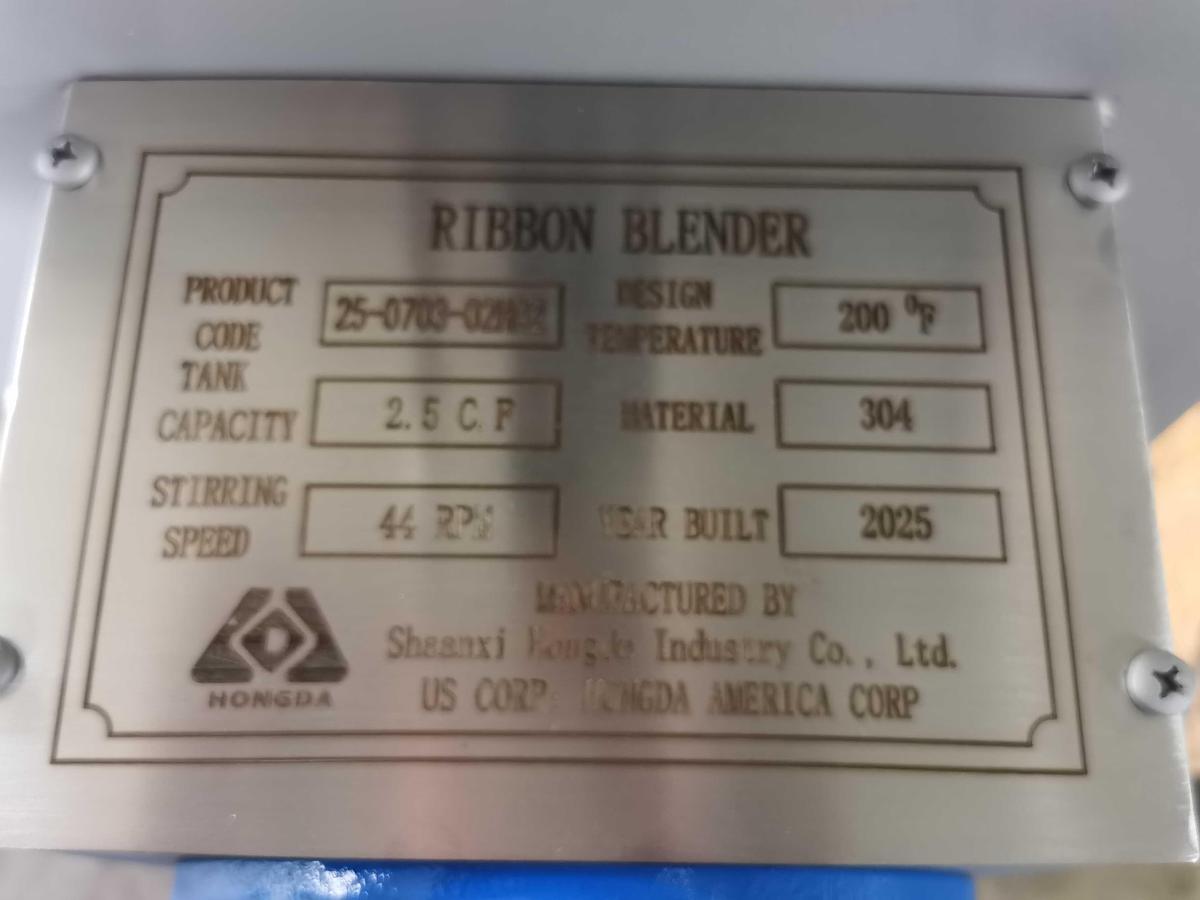 RIBBON BLENDER
PRODUCT CODE
DESIGN TEMPERATURE 200 °F
TANK CAPACITY 2.5 C.F
MATERIAL 304
STIRRING SPEED 44 RPM
YEAR BUILT 2025
MANUFACTURED BY
Shaanxi Industry Co., Ltd.
HONGDA
US CORP: HONGDA AMERICA CORP